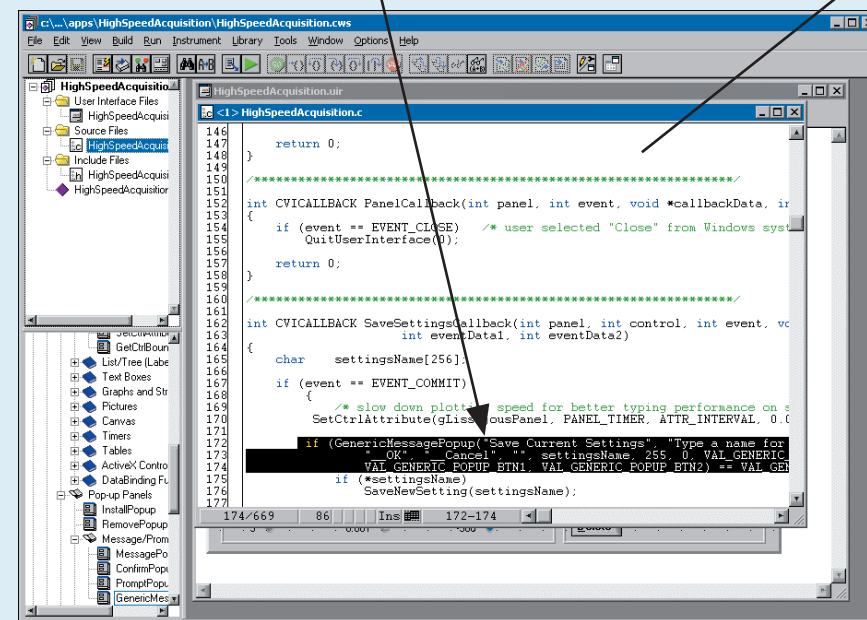 c:\...\apps\HighSpeedAcquisition\HighSpeedAcquisition.cws
File Edit View Build Run Instrument Library Tools Window Options Help
HighSpeedAcquisitio
User Interface Files
HighSpeedAcquisi
Source Files
HighSpeedAcquisi
Include Files
HighSpeedAcquisi
HighSpeedAcquisitior
SetCtrlAttribu
GetCtrlBoun
List/Tree (Labe
Text Boxes
Graphs and Str
Pictures
Canvas
Timers
Tables
ActiveX Contro
DataBinding Fu
Pop-up Panels
InstallPopup
RemovePopup
Message/Prom
MessagePo
ConfirmPopu
PromptPopu
GenericMes
HighSpeedAcquisition.uir
<1> HighSpeedAcquisition.c
146
147 return 0;
148 }
149
150 /******************************************************************/
151
152 int CVICALLBACK PanelCallback(int panel, int event, void *callbackData, in
153 {
154 if (event == EVENT_CLOSE) /* user selected "Close" from Windows syst
155 QuitUserInterface(0);
156
157 return 0;
158 }
159
160 /******************************************************************/
161
162 int CVICALLBACK SaveSettingsCallback(int panel, int control, int event, vo
163 int eventData1, int eventData2)
164 {
165 char settingsName[256];
166
167 if (event == EVENT_COMMIT)
168 {
169 /* slow down plotting speed for better typing performance on s
170 SetCtrlAttribute(gLissajousPanel, PANEL_TIMER, ATTR_INTERVAL, 0.0
171
172 if (GenericMessagePopup("Save Current Settings", "Type a name for
173 "__OK", "__Cancel", "", settingsName, 255, 0, VAL_GENERIC_
174 VAL_GENERIC_POPUP_BTN1, VAL_GENERIC_POPUP_BTN2) == VAL_GEN
175 if (*settingsName)
176 SaveNewSetting(settingsName);
177
174/669 86 Ins 172-174